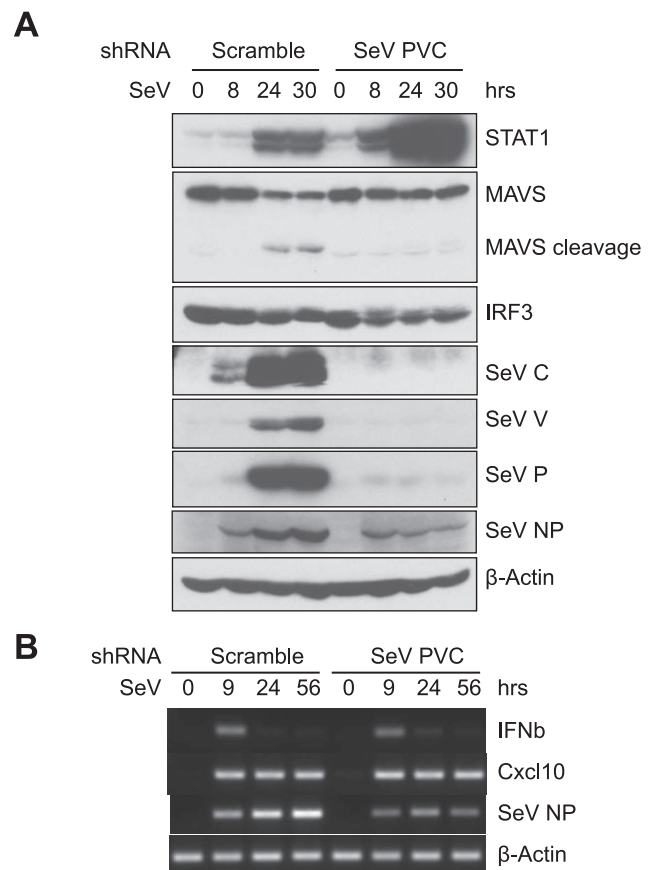 A
shRNA Scramble SeV PVC
SeV 0 8 24 30 0 8 24 30 hrs
STAT1
MAVS
MAVS cleavage
IRF3
SeV C
SeV V
SeV P
SeV NP
β-Actin
B
shRNA Scramble SeV PVC
SeV 0 9 24 56 0 9 24 56 hrs
IFNb
Cxcl10
SeV NP
β-Actin